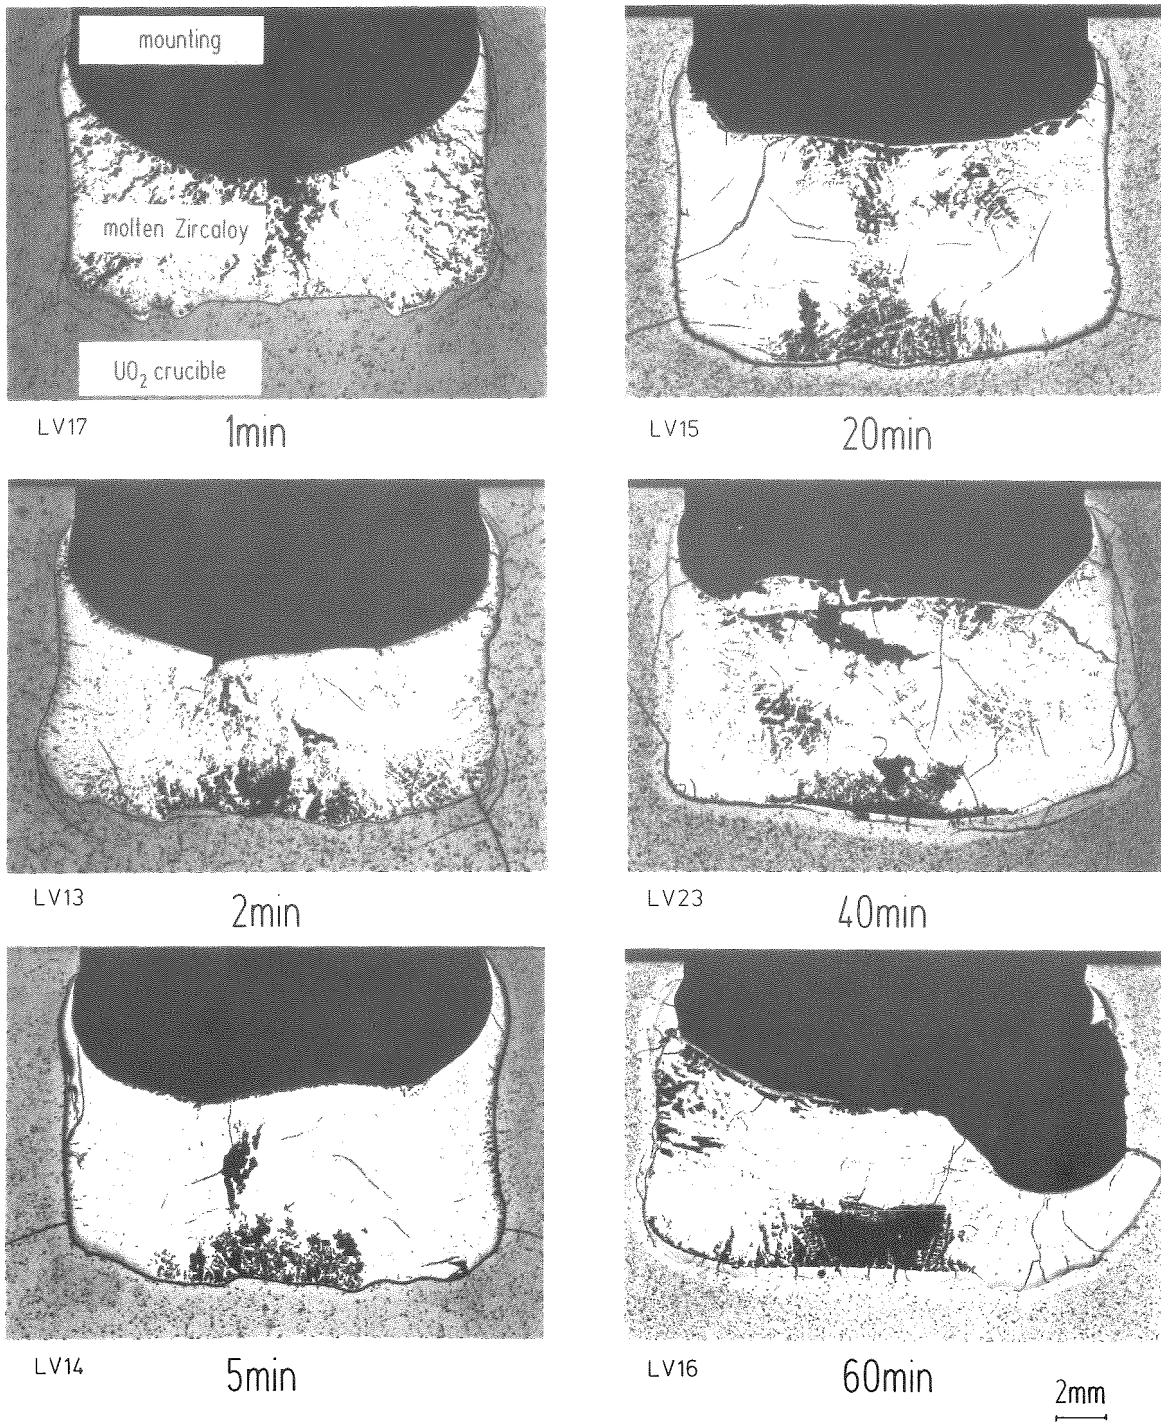 mounting
molten Zircaloy
UO₂ crucible
LV17 1min
LV15 20min
LV13 2min
LV23 40min
LV14 5min
LV16 60min
2mm